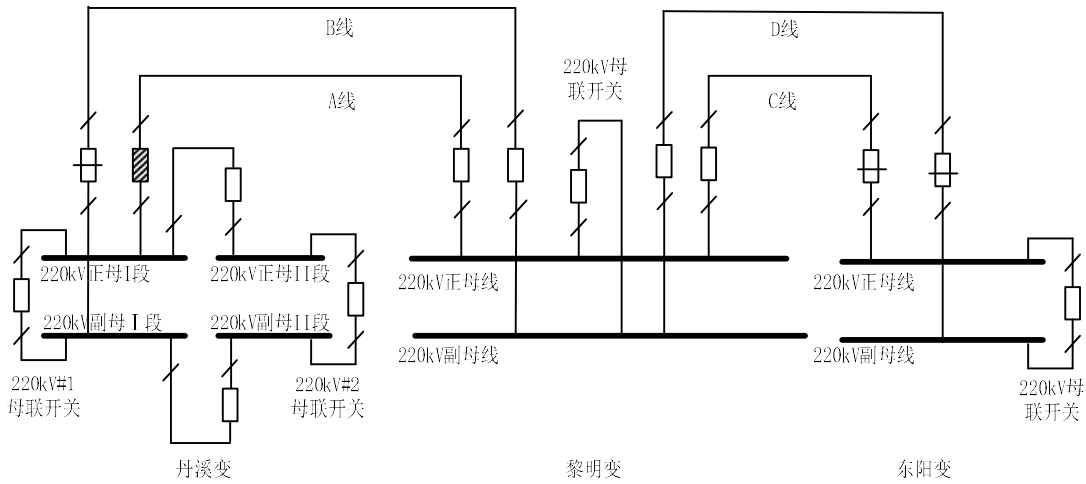 B线
D线
220kV母
联开关
A线
C线
220kV正母I段
220kV正母II段
220kV正母线
220kV正母线
220kV副母Ⅰ段
220kV副母II段
220kV副母线
220kV副母线
220kV#1
母联开关
220kV#2
母联开关
220kV母
联开关
丹溪变
黎明变
东阳变